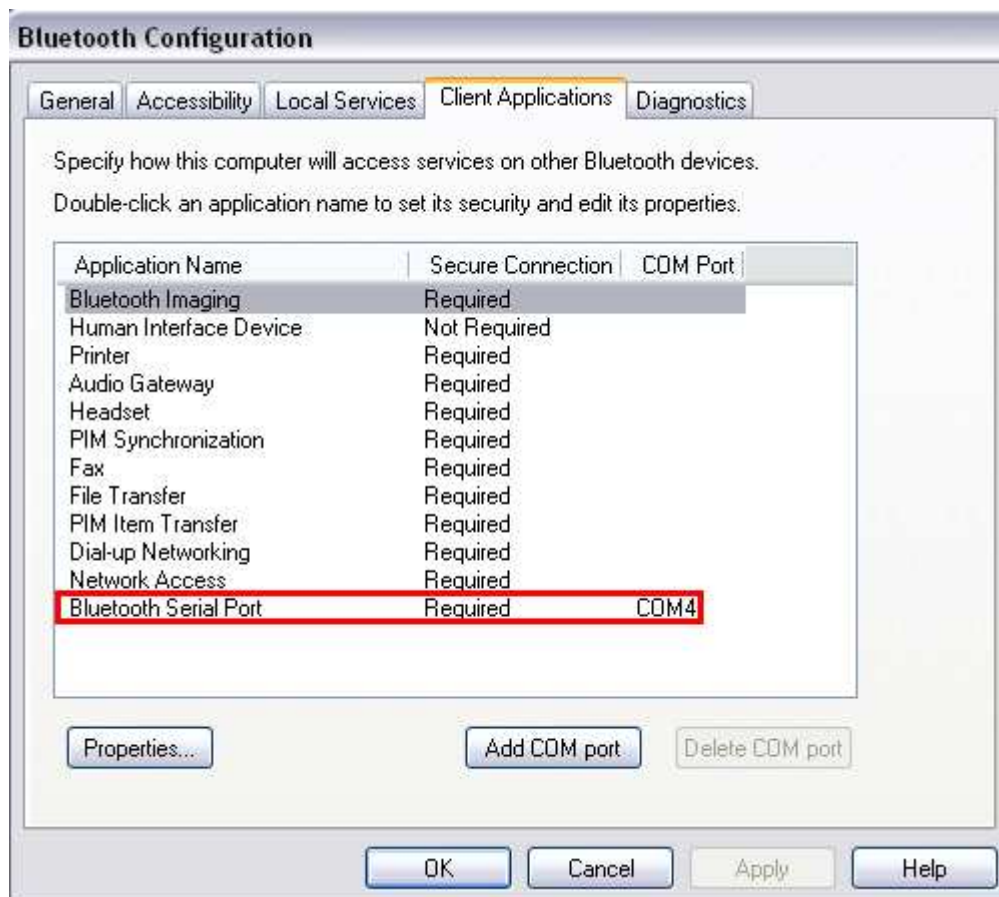 Bluetooth Configuration
General Accessibility Local Services Client Applications Diagnostics
Specify how this computer will access services on other Bluetooth devices.
Double-click an application name to set its security and edit its properties.
Application Name Secure Connection COM Port
Bluetooth Imaging Required
Human Interface Device Not Required
Printer Required
Audio Gateway Required
Headset Required
PIM Synchronization Required
Fax Required
File Transfer Required
PIM Item Transfer Required
Dial-up Networking Required
Network Access Required
Bluetooth Serial Port Required COM4
Properties... Add COM port Delete COM port
OK Cancel Apply Help